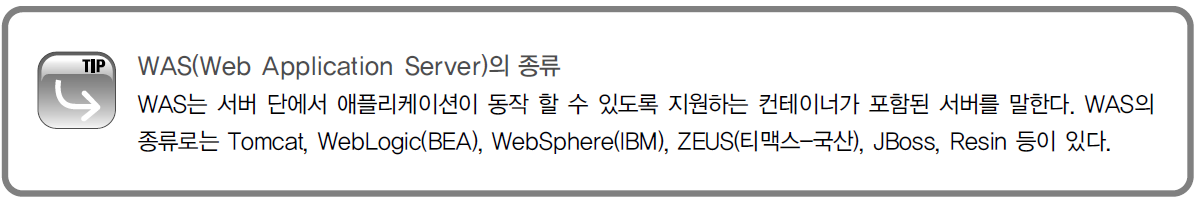 TIP
WAS(Web Application Server)의 종류
WAS는 서버 단에서 애플리케이션이 동작 할 수 있도록 지원하는 컨테이너가 포함된 서버를 말한다. WAS의
종류로는 Tomcat, WebLogic(BEA), WebSphere(IBM), ZEUS(티맥스-국산), JBoss, Resin 등이 있다.